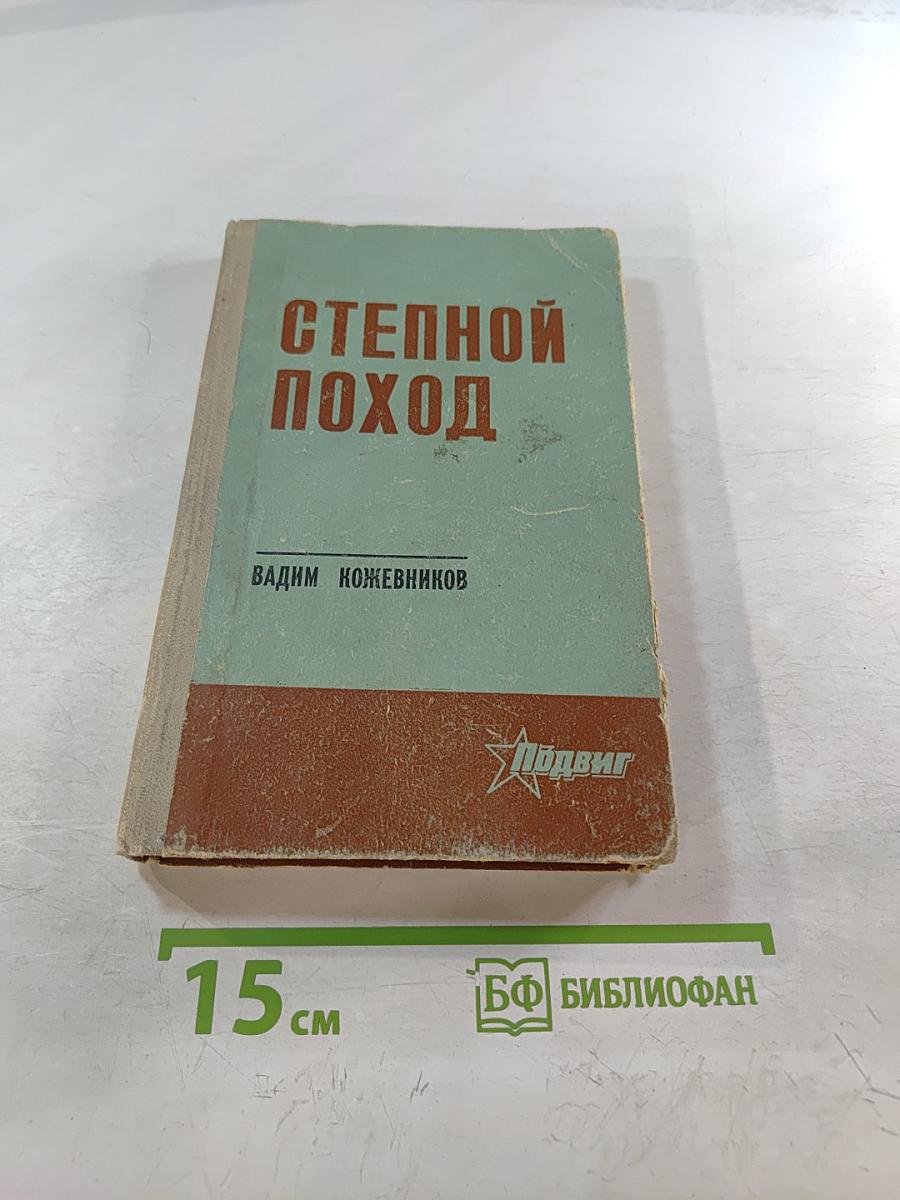 СТЕПНОЙ
ПОХОД
ВАДИМ КОЖЕВНИКОВ
Подвиг
15 см
БФ БИБЛИОФАН